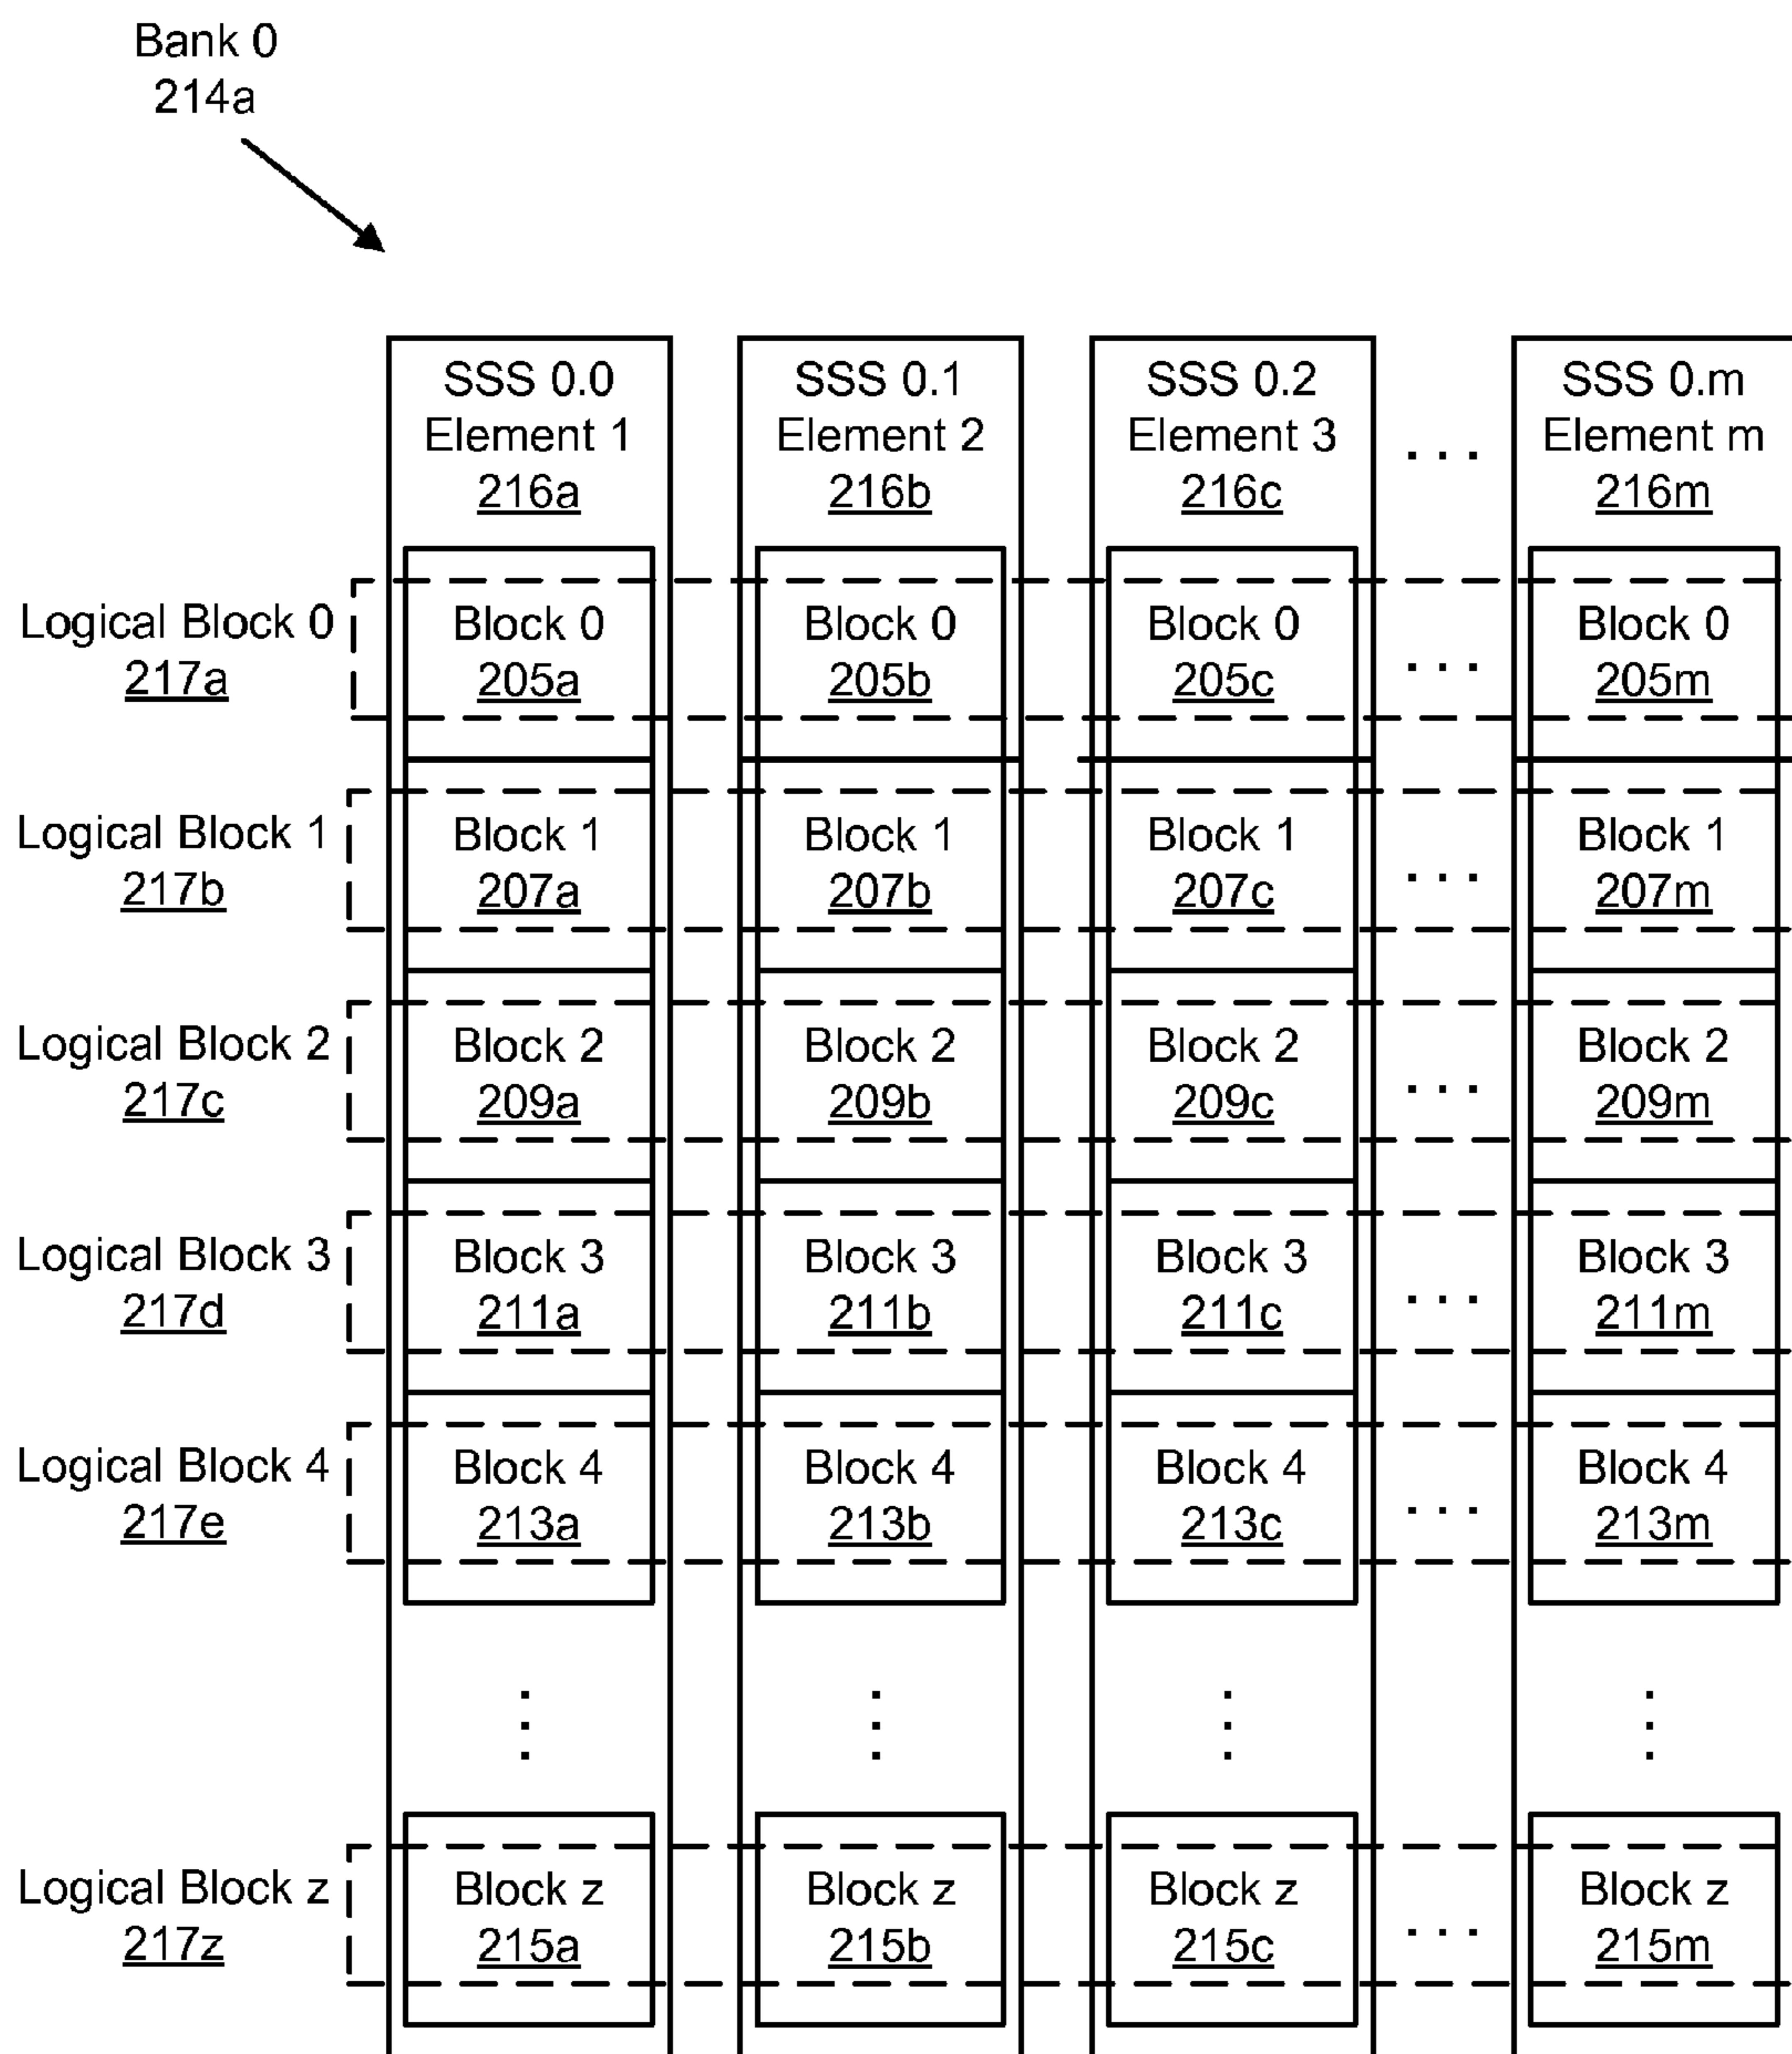 Bank 0
214a
SSS 0.0
Element 1
216a
SSS 0.1
Element 2
216b
SSS 0.2
Element 3
216c
. . .
SSS 0.m
Element m
216m
Logical Block 0
217a
Block 0
205a
Block 0
205b
Block 0
205c
. . .
Block 0
205m
Logical Block 1
217b
Block 1
207a
Block 1
207b
Block 1
207c
. . .
Block 1
207m
Logical Block 2
217c
Block 2
209a
Block 2
209b
Block 2
209c
. . .
Block 2
209m
Logical Block 3
217d
Block 3
211a
Block 3
211b
Block 3
211c
. . .
Block 3
211m
Logical Block 4
217e
Block 4
213a
Block 4
213b
Block 4
213c
. . .
Block 4
213m
Logical Block z
217z
Block z
215a
Block z
215b
Block z
215c
. . .
Block z
215m